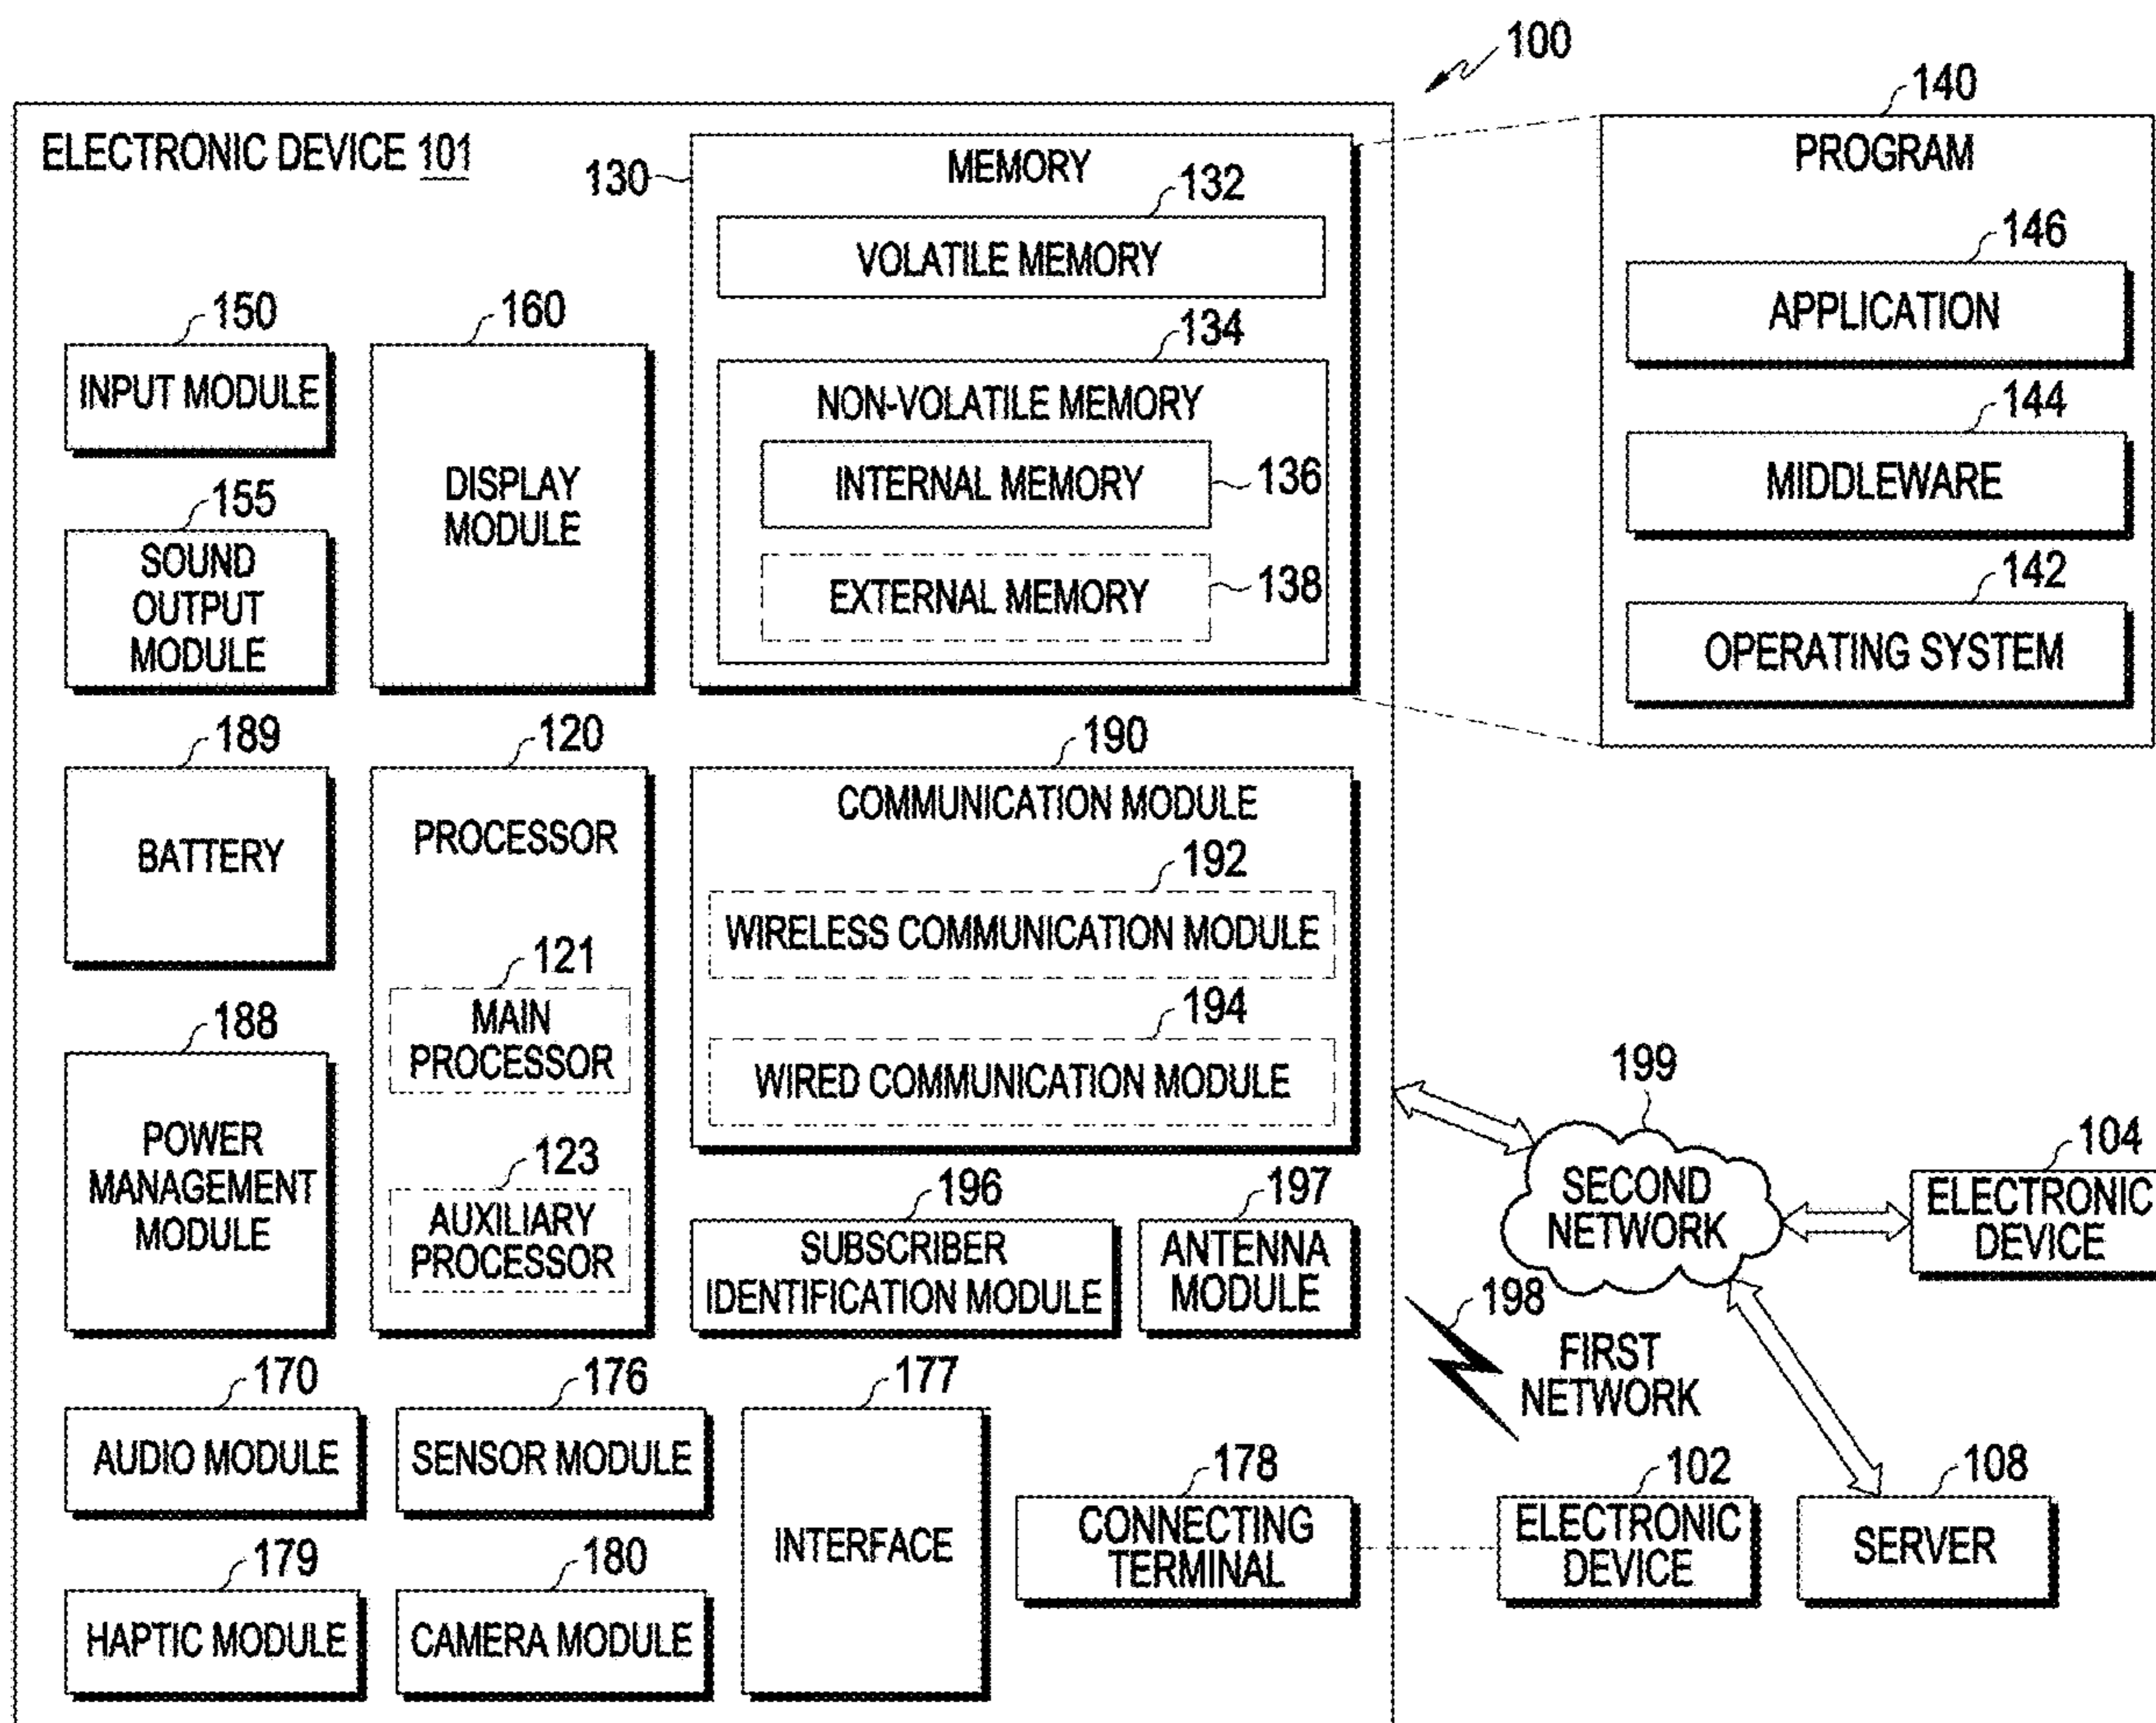 100
ELECTRONIC DEVICE 101
130
MEMORY
132
VOLATILE MEMORY
134
NON-VOLATILE MEMORY
INTERNAL MEMORY
136
EXTERNAL MEMORY
138
140
PROGRAM
146
APPLICATION
144
MIDDLEWARE
142
OPERATING SYSTEM
150
INPUT MODULE
160
DISPLAY
MODULE
155
SOUND
OUTPUT
MODULE
189
BATTERY
120
PROCESSOR
121
MAIN
PROCESSOR
123
AUXILIARY
PROCESSOR
190
COMMUNICATION MODULE
192
WIRELESS COMMUNICATION MODULE
194
WIRED COMMUNICATION MODULE
188
POWER
MANAGEMENT
MODULE
196
SUBSCRIBER
IDENTIFICATION MODULE
197
ANTENNA
MODULE
199
SECOND
NETWORK
104
ELECTRONIC
DEVICE
198
FIRST
NETWORK
170
AUDIO MODULE
176
SENSOR MODULE
177
INTERFACE
178
CONNECTING
TERMINAL
102
ELECTRONIC
DEVICE
108
SERVER
179
HAPTIC MODULE
180
CAMERA MODULE